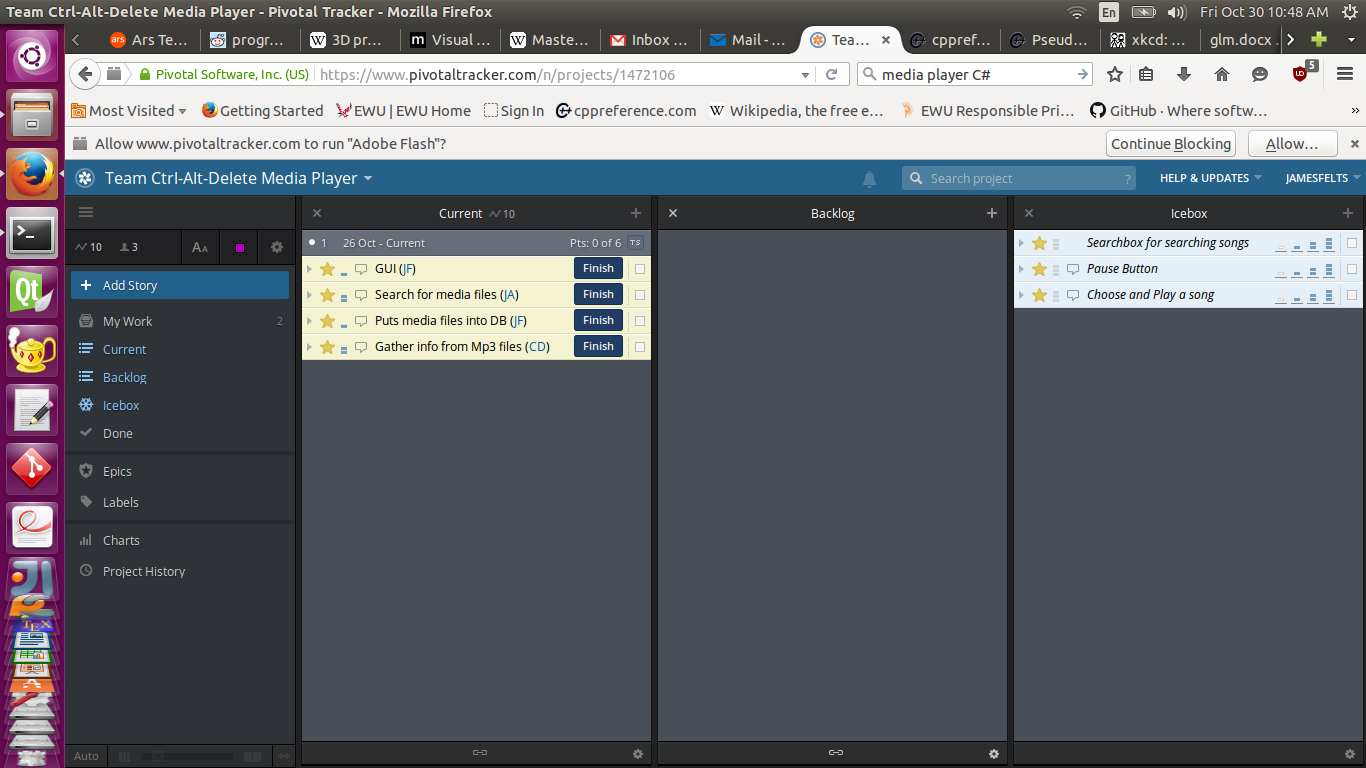 Team Ctrl-Alt-Delete Media Player - Pivotal Tracker - Mozilla Firefox
En
Fri Oct 30 10:48 AM
ars
Ars Te...
progr...
W
3D pr...
m
Visual ...
W
Maste...
Inbox ...
Mail - ...
Tea...
cppref...
Pseud...
xkcd: ...
glm.docx
Pivotal Software, Inc. (US)
https://www.pivotaltracker.com/n/projects/1472106
media player C#
5
Most Visited
Getting Started
EWU | EWU Home
Sign In
cppreference.com
W
Wikipedia, the free e...
EWU Responsible Pri...
GitHub · Where softw...
Allow www.pivotaltracker.com to run "Adobe Flash"?
Continue Blocking
Allow...
Team Ctrl-Alt-Delete Media Player
Search project
?
HELP & UPDATES
JAMESFELTS
10
3
AA
Add Story
My Work
2
Current
Backlog
Icebox
Done
Epics
Labels
Charts
Project History
Auto
Current
10
1
26 Oct - Current
Pts: 0 of 6
TS
GUI (JF)
Finish
Search for media files (JA)
Finish
Puts media files into DB (JF)
Finish
Gather info from Mp3 files (CD)
Finish
Backlog
Icebox
Searchbox for searching songs
Pause Button
Choose and Play a song
Qt
TEX